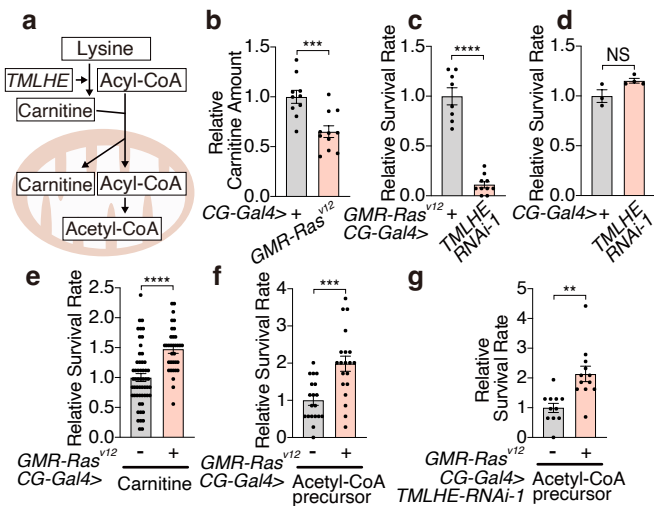 a
Lysine
TMLHE
Acyl-CoA
Carnitine
Carnitine
Acyl-CoA
Acetyl-CoA
b
Relative
Carnitine Amount
1.5
1.0
0.5
0.0
***
CG-Gal4>
+
GMR-Ras^v12
c
Relative Survival Rate
1.5
1.0
0.5
0.0
****
GMR-Ras^v12
CG-Gal4>
+
TMLHE
RNAi-1
d
Relative Survival Rate
1.5
1.0
0.5
0.0
NS
CG-Gal4>
+
TMLHE
RNAi-1
e
Relative Survival Rate
2.5
2.0
1.5
1.0
0.5
0.0
****
- +
GMR-Ras^v12
CG-Gal4>
Carnitine
f
Relative Survival Rate
4
3
2
1
0
***
- +
GMR-Ras^v12
CG-Gal4>
Acetyl-CoA
precursor
g
Relative
Survival Rate
5
4
3
2
1
0
**
- +
GMR-Ras^v12
CG-Gal4>
TMLHE-RNAi-1
Acetyl-CoA
precursor